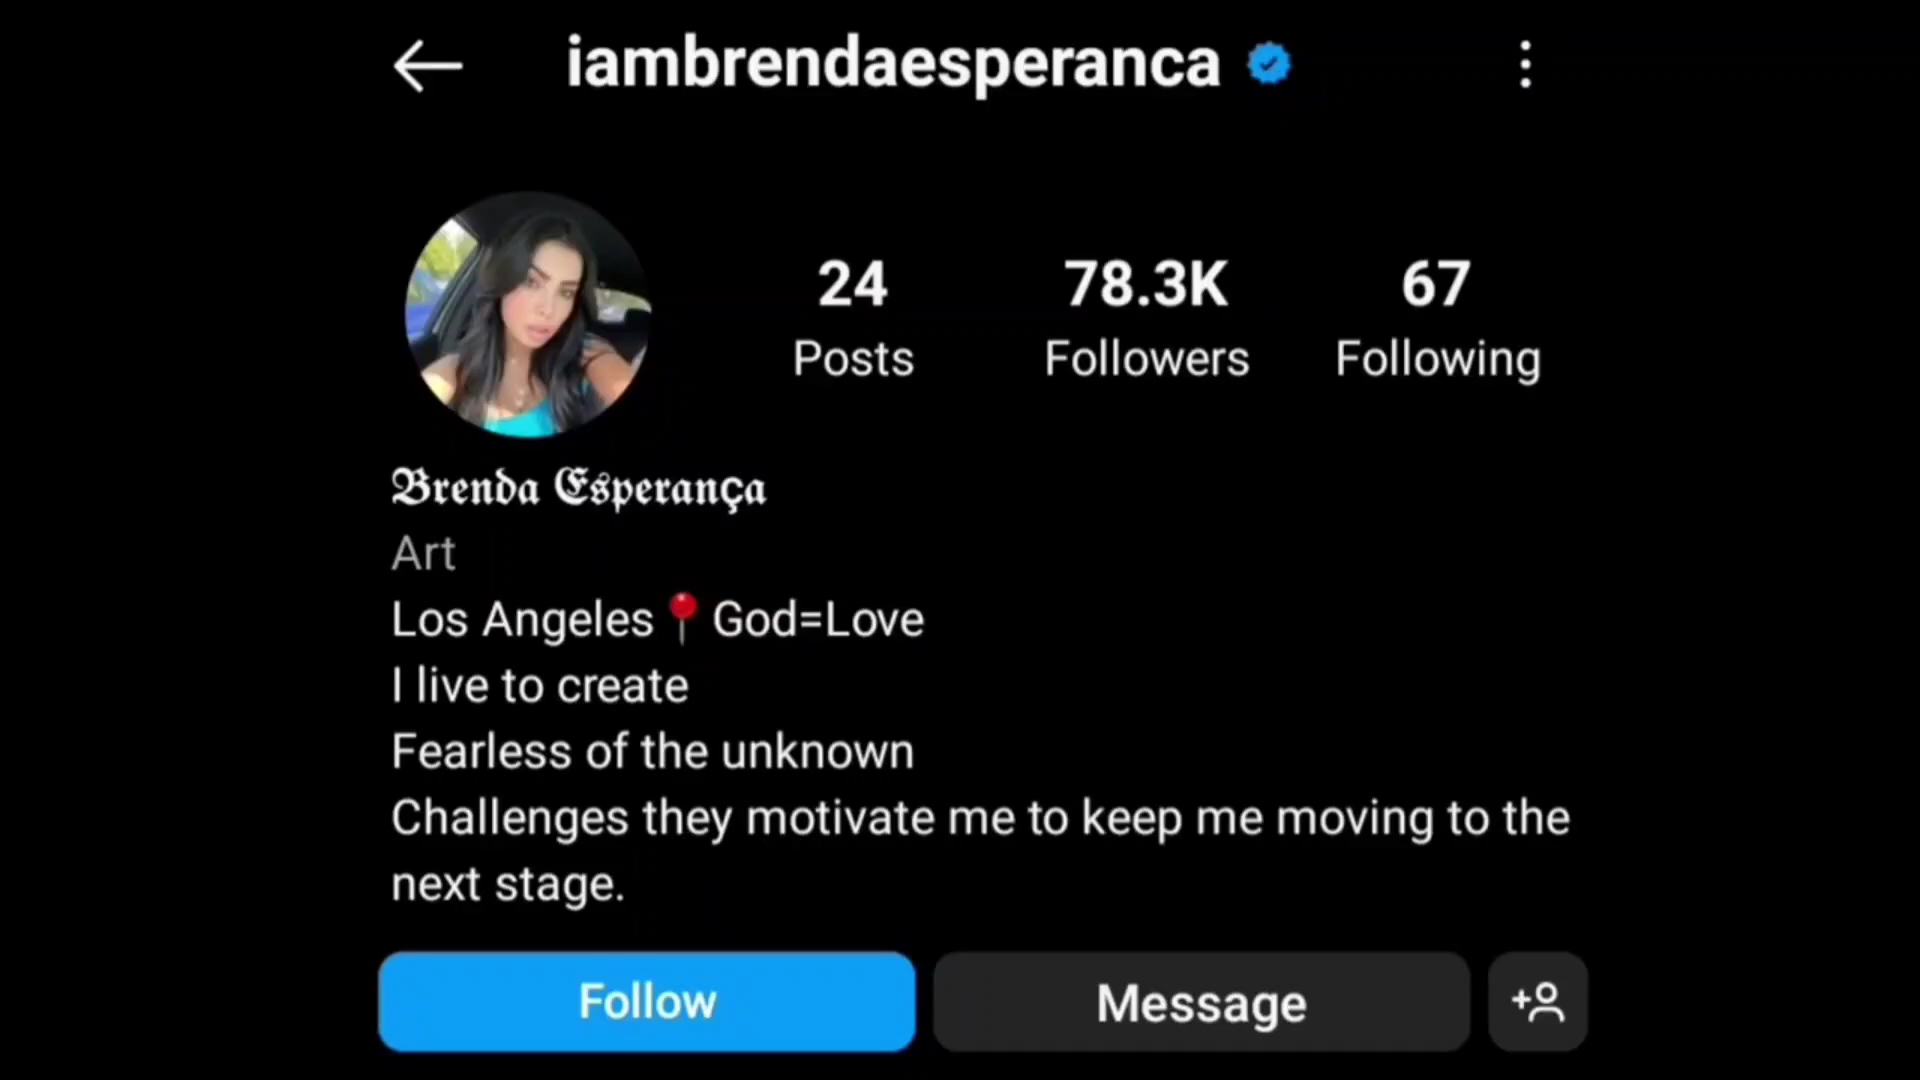 iambrendaesperanca
24 78.3K 67
Posts Followers Following
𝕭𝖗𝖊𝖓𝖉𝖆 𝕰𝖘𝖕𝖊𝖗𝖆𝖓ç𝖆
Art
Los Angeles📍God=Love
I live to create
Fearless of the unknown
Challenges they motivate me to keep me moving to the
next stage.
Follow Message